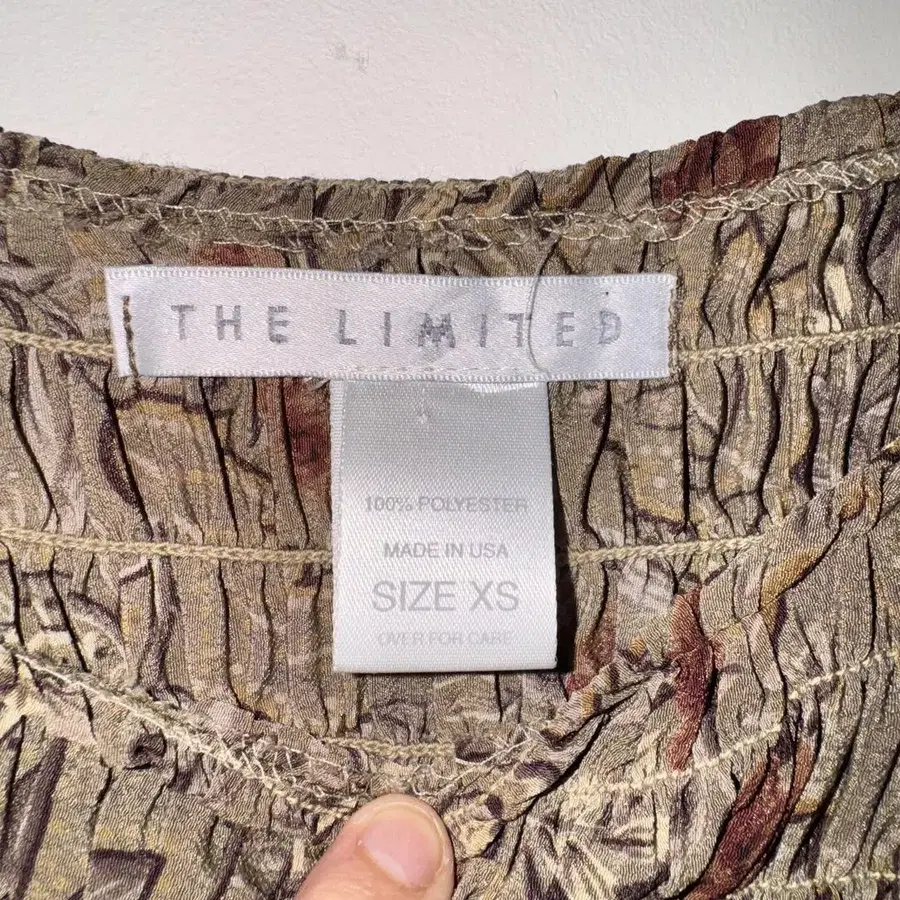 THE LIMITED
100% POLYESTER
MADE IN USA
SIZE XS
OVER FOR CARE